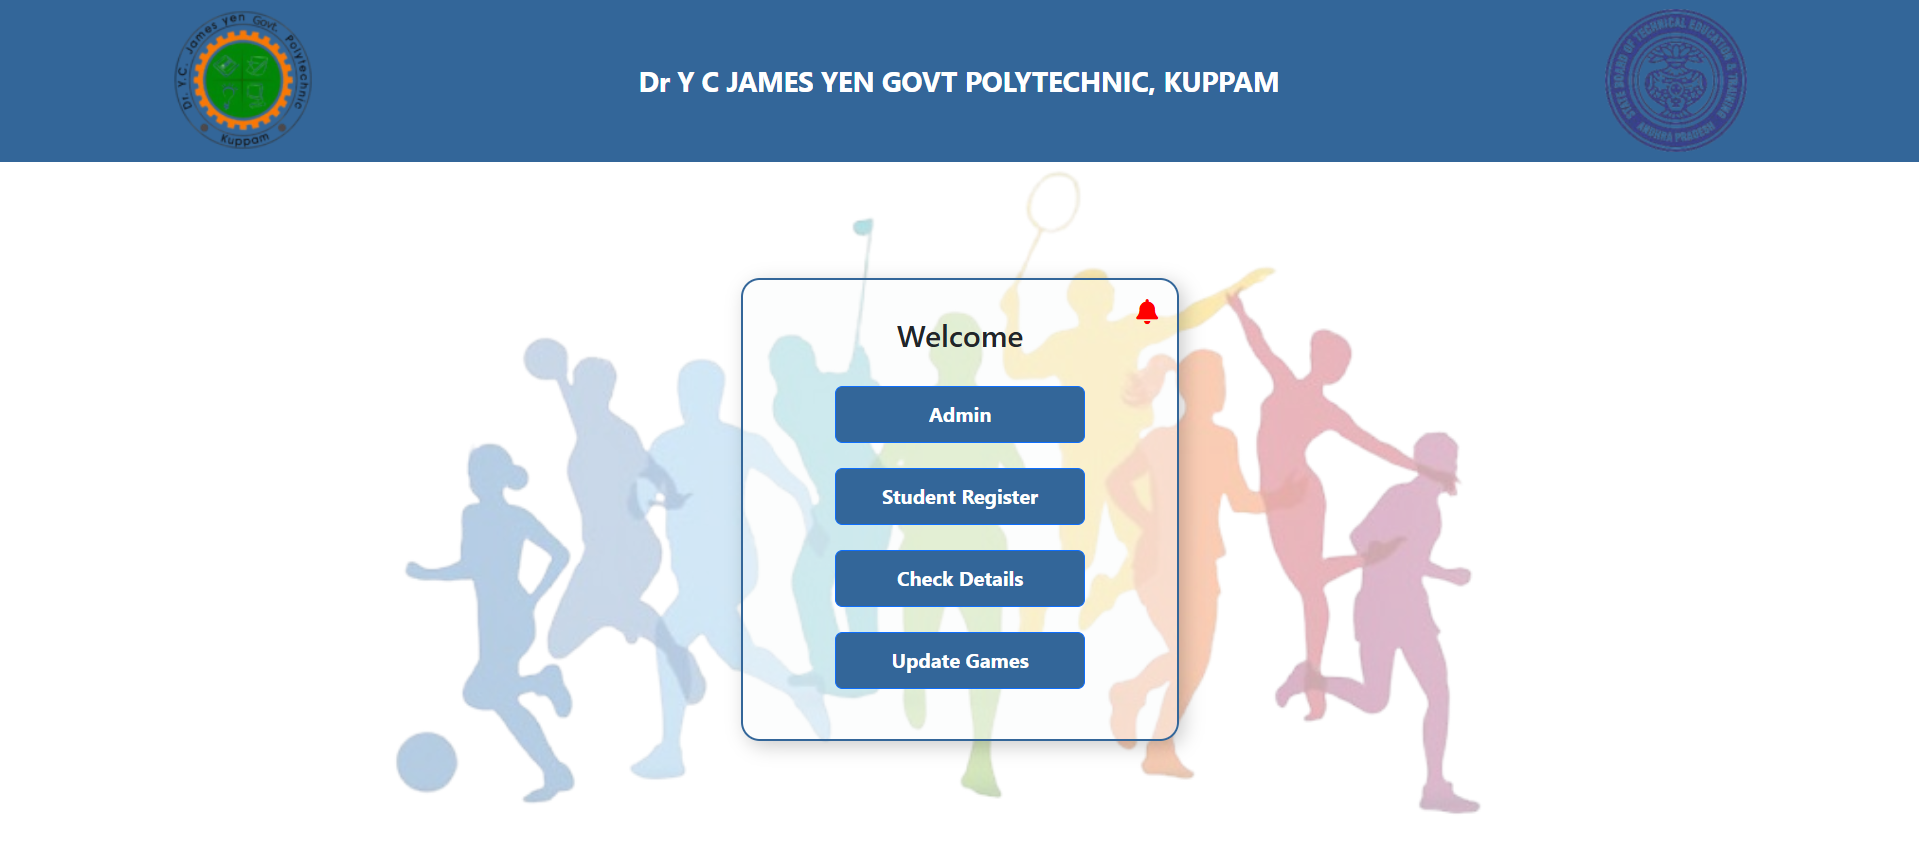 Dr. Y.C. James yen Govt. Polytechnic
Kuppam
Dr Y C JAMES YEN GOVT POLYTECHNIC, KUPPAM
STATE BOARD OF TECHNICAL EDUCATION & TRAINING
ANDHRA PRADESH
Welcome
Admin
Student Register
Check Details
Update Games